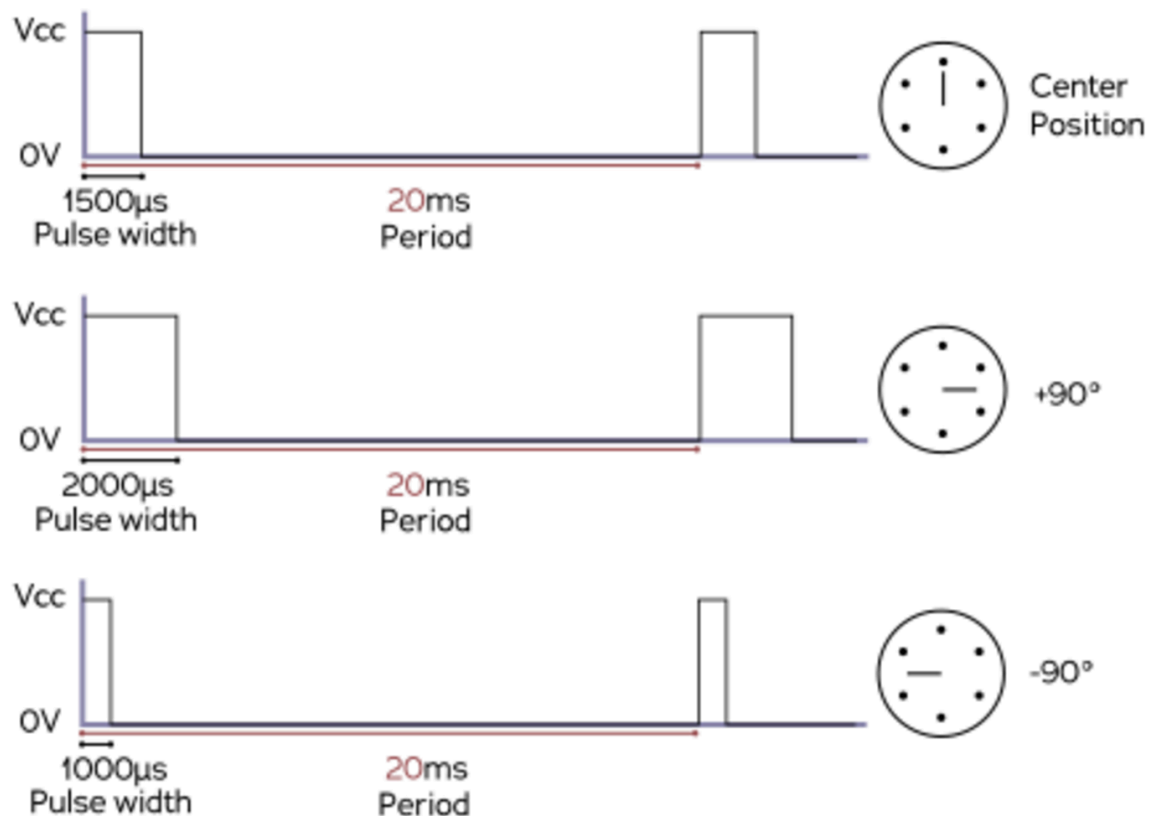 Vcc
0V
1500µs
Pulse width
20ms
Period
Center
Position
Vcc
0V
2000µs
Pulse width
20ms
Period
+90°
Vcc
0V
1000µs
Pulse width
20ms
Period
-90°